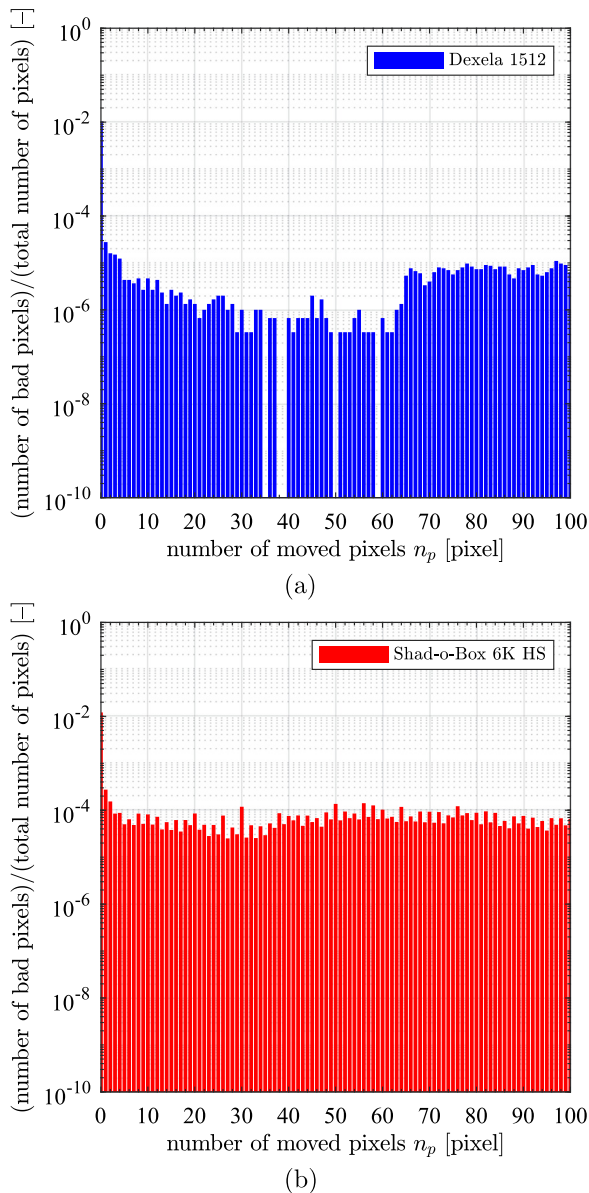 10^0
10^-2
10^-4
10^-6
10^-8
10^-10
(number of bad pixels)/(total number of pixels) [−]
Dexela 1512
0 10 20 30 40 50 60 70 80 90 100
number of moved pixels n_p [pixel]
(a)
10^0
10^-2
10^-4
10^-6
10^-8
10^-10
(number of bad pixels)/(total number of pixels) [−]
Shad-o-Box 6K HS
0 10 20 30 40 50 60 70 80 90 100
number of moved pixels n_p [pixel]
(b)